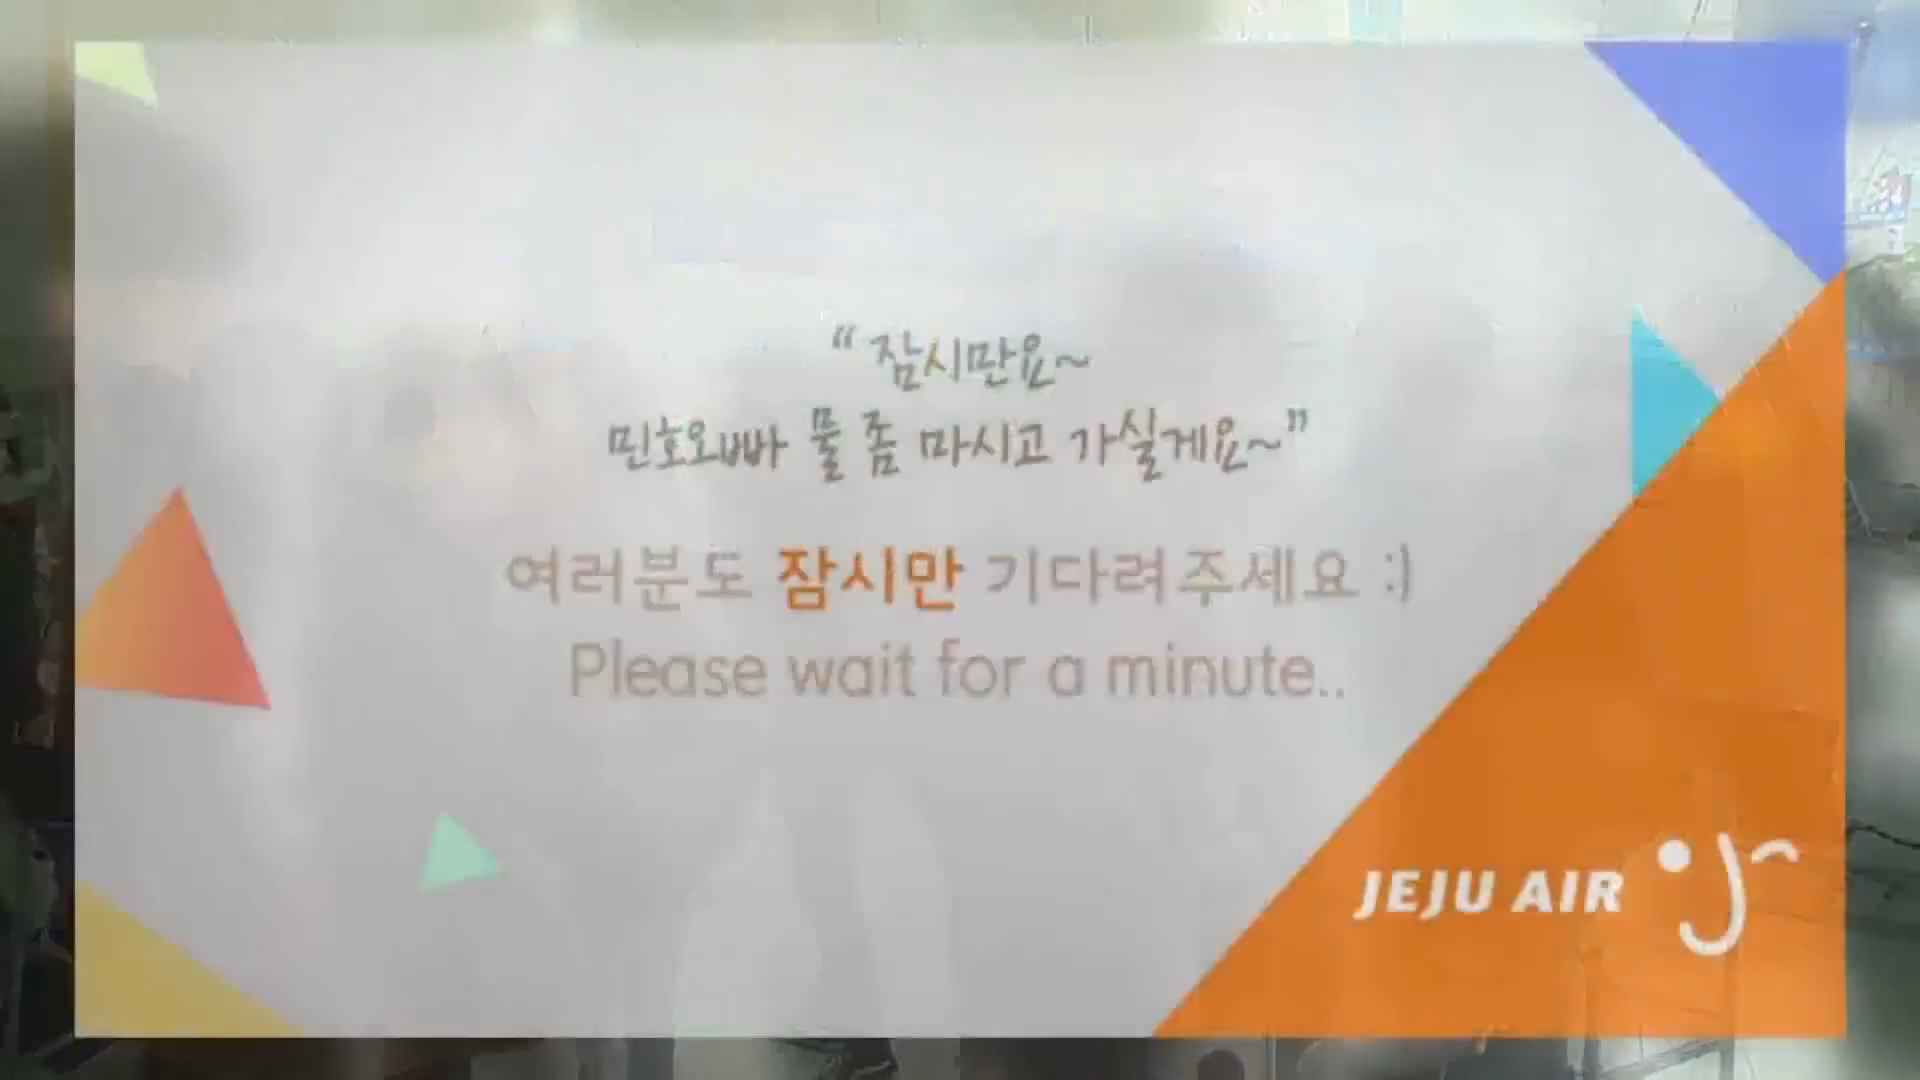 “잠시만요~
민호오빠 물 좀 마시고 가실게요~”
여러분도 잠시만 기다려주세요 :)
Please wait for a minute..
JEJU AIR